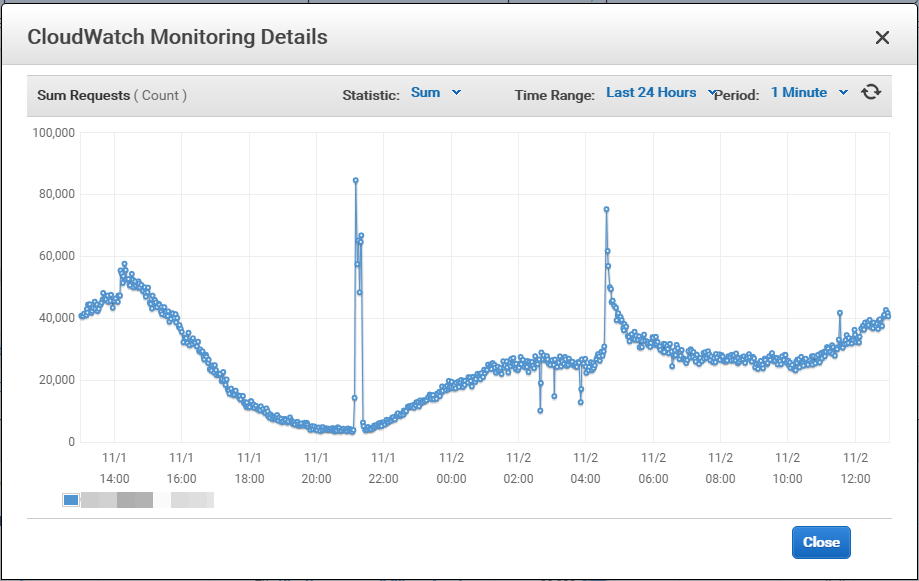 CloudWatch Monitoring Details
Sum Requests ( Count ) Statistic: Sum Time Range: Last 24 Hours Period: 1 Minute
100,000
80,000
60,000
40,000
20,000
0
11/1 11/1 11/1 11/1 11/1 11/2 11/2 11/2 11/2 11/2 11/2 11/2
14:00 16:00 18:00 20:00 22:00 00:00 02:00 04:00 06:00 08:00 10:00 12:00
Close